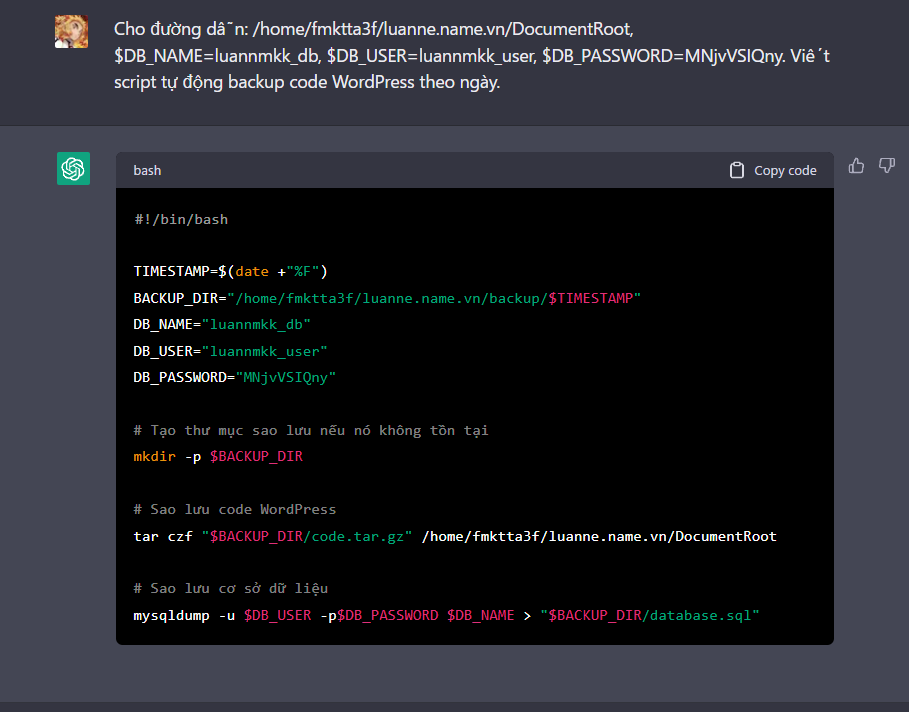 Cho đường dẫn: /home/fmktta3f/luanne.name.vn/DocumentRoot,
$DB_NAME=luannmkk_db, $DB_USER=luannmkk_user, $DB_PASSWORD=MNjvVSIQny. Viết
script tự động backup code WordPress theo ngày.
bash
Copy code
#!/bin/bash
TIMESTAMP=$(date +"%F")
BACKUP_DIR="/home/fmktta3f/luanne.name.vn/backup/$TIMESTAMP"
DB_NAME="luannmkk_db"
DB_USER="luannmkk_user"
DB_PASSWORD="MNjvVSIQny"
# Tạo thư mục sao lưu nếu nó không tồn tại
mkdir -p $BACKUP_DIR
# Sao lưu code WordPress
tar czf "$BACKUP_DIR/code.tar.gz" /home/fmktta3f/luanne.name.vn/DocumentRoot
# Sao lưu cơ sở dữ liệu
mysqldump -u $DB_USER -p$DB_PASSWORD $DB_NAME > "$BACKUP_DIR/database.sql"